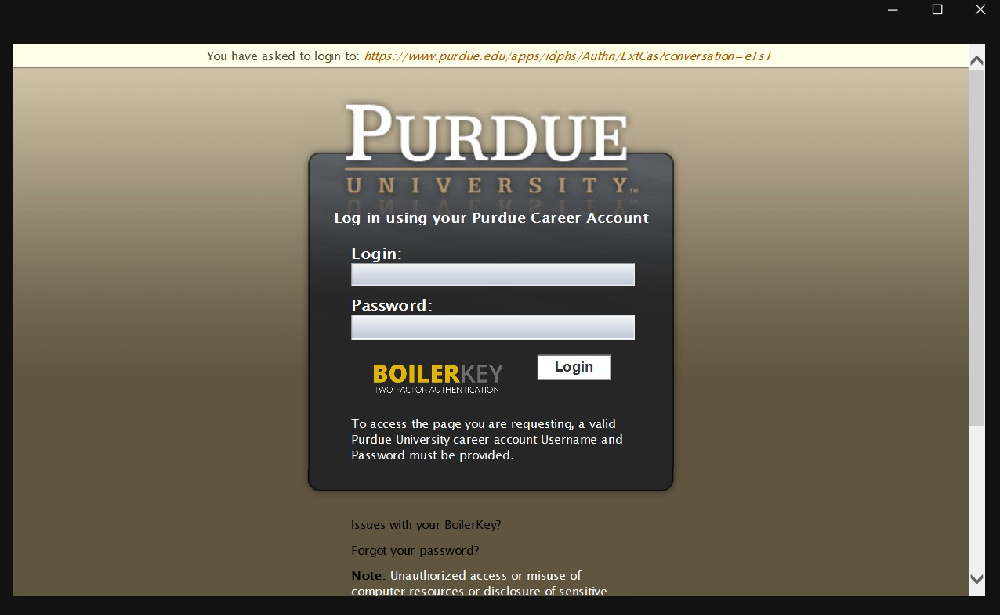 You have asked to login to: https://www.purdue.edu/apps/idphs/Authn/ExtCas?conversation=e1s1
PURDUE
UNIVERSITY™
Log in using your Purdue Career Account
Login:
Password:
BOILERKEY
TWO-FACTOR AUTHENTICATION
Login
To access the page you are requesting, a valid
Purdue University career account Username and
Password must be provided.
Issues with your BoilerKey?
Forgot your password?
Note: Unauthorized access or misuse of
computer resources or disclosure of sensitive